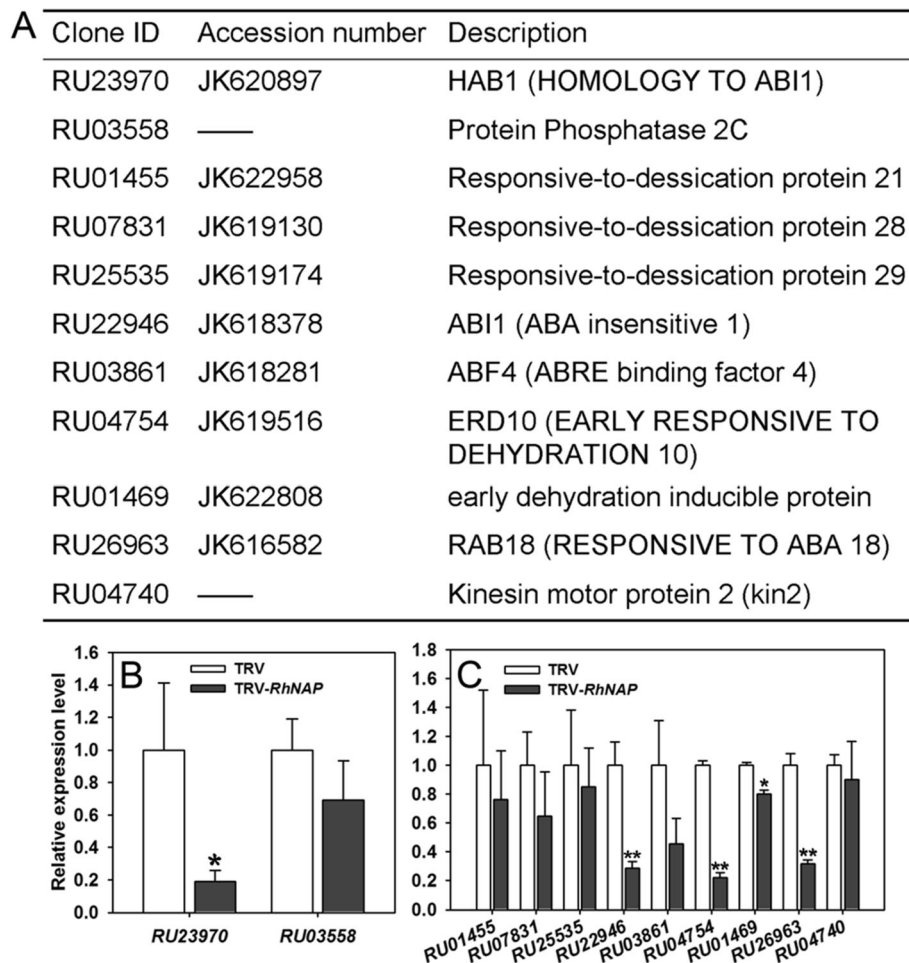 A
Clone ID Accession number Description
RU23970 JK620897 HAB1 (HOMOLOGY TO ABI1)
RU03558 —— Protein Phosphatase 2C
RU01455 JK622958 Responsive-to-dessication protein 21
RU07831 JK619130 Responsive-to-dessication protein 28
RU25535 JK619174 Responsive-to-dessication protein 29
RU22946 JK618378 ABI1 (ABA insensitive 1)
RU03861 JK618281 ABF4 (ABRE binding factor 4)
RU04754 JK619516 ERD10 (EARLY RESPONSIVE TO
DEHYDRATION 10)
RU01469 JK622808 early dehydration inducible protein
RU26963 JK616582 RAB18 (RESPONSIVE TO ABA 18)
RU04740 —— Kinesin motor protein 2 (kin2)
B
TRV
TRV-RhNAP
Relative expression level
1.6
1.4
1.2
1.0
0.8
0.6
0.4
0.2
0.0
*
RU23970 RU03558
C
TRV
TRV-RhNAP
1.8
1.6
1.4
1.2
1.0
0.8
0.6
0.4
0.2
0.0
** ** * **
RU01455 RU07831 RU25535 RU22946 RU03861 RU04754 RU01469 RU26963 RU04740